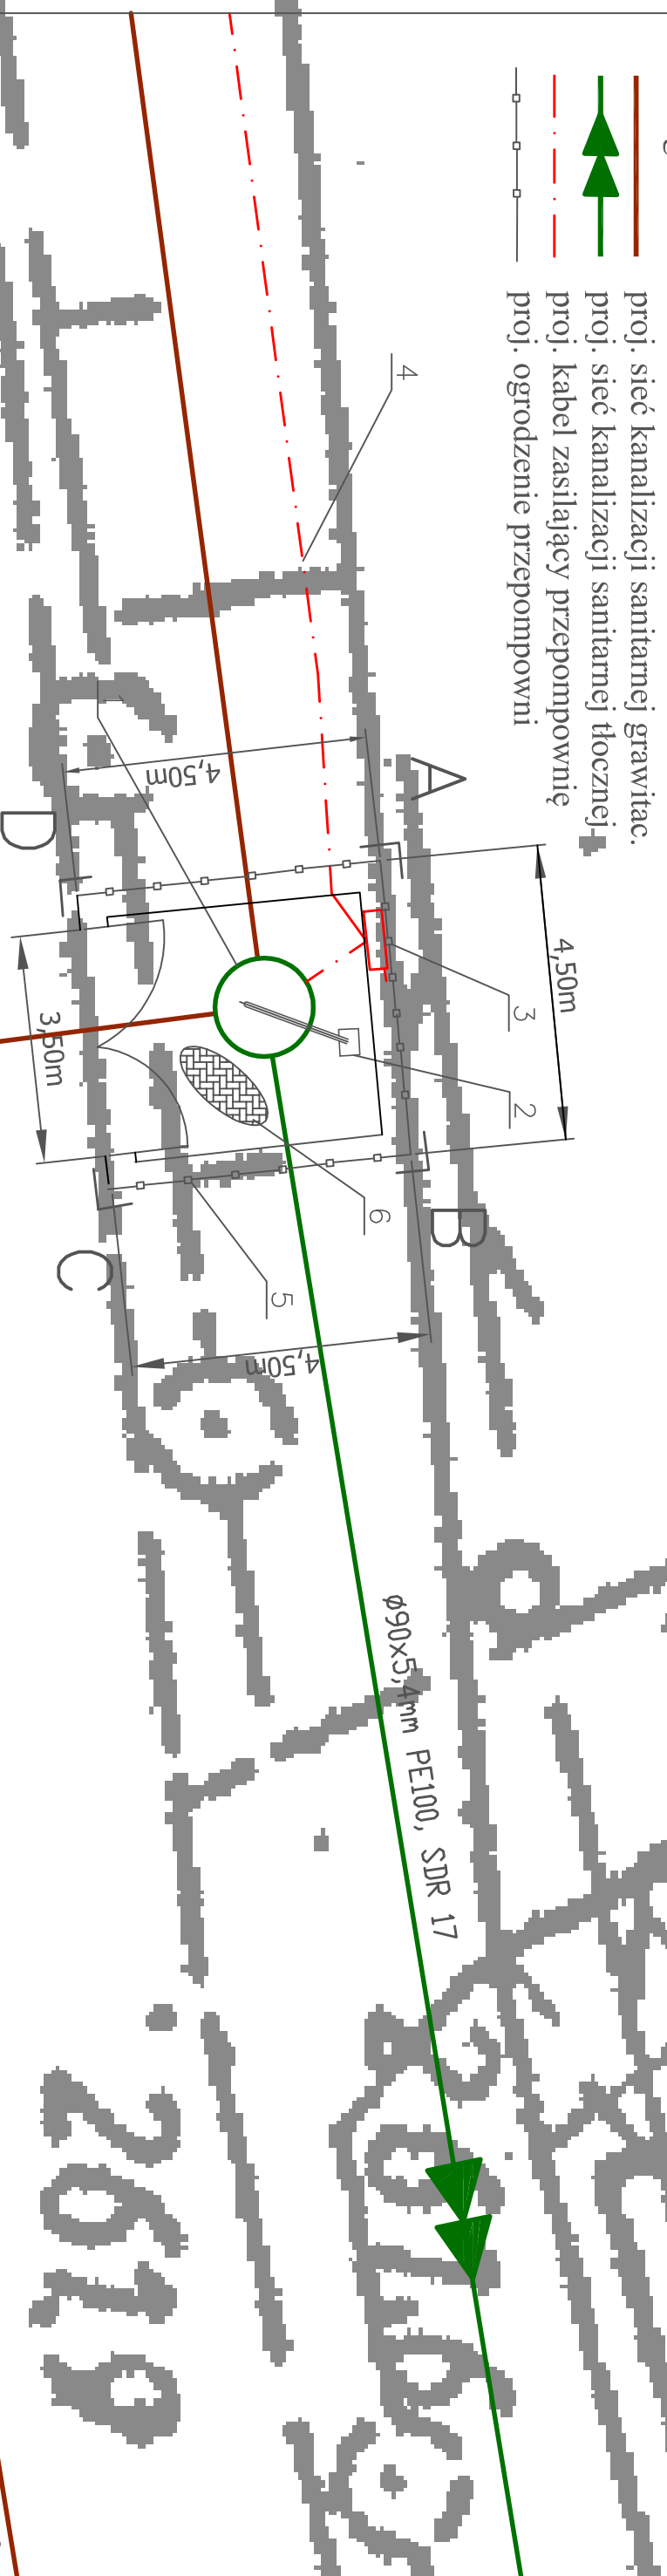 proj. sieć kanalizacji sanitarnej grawitac.
proj. sieć kanalizacji sanitarnej tłocznej
proj. kabel zasilający przepompownię
proj. ogrodzenie przepompowni
4
1
4,50m
A
D
4,50m
3
2
3,50m
B
6
C
5
4,50m
ø90x5,4mm PE100, SDR 17